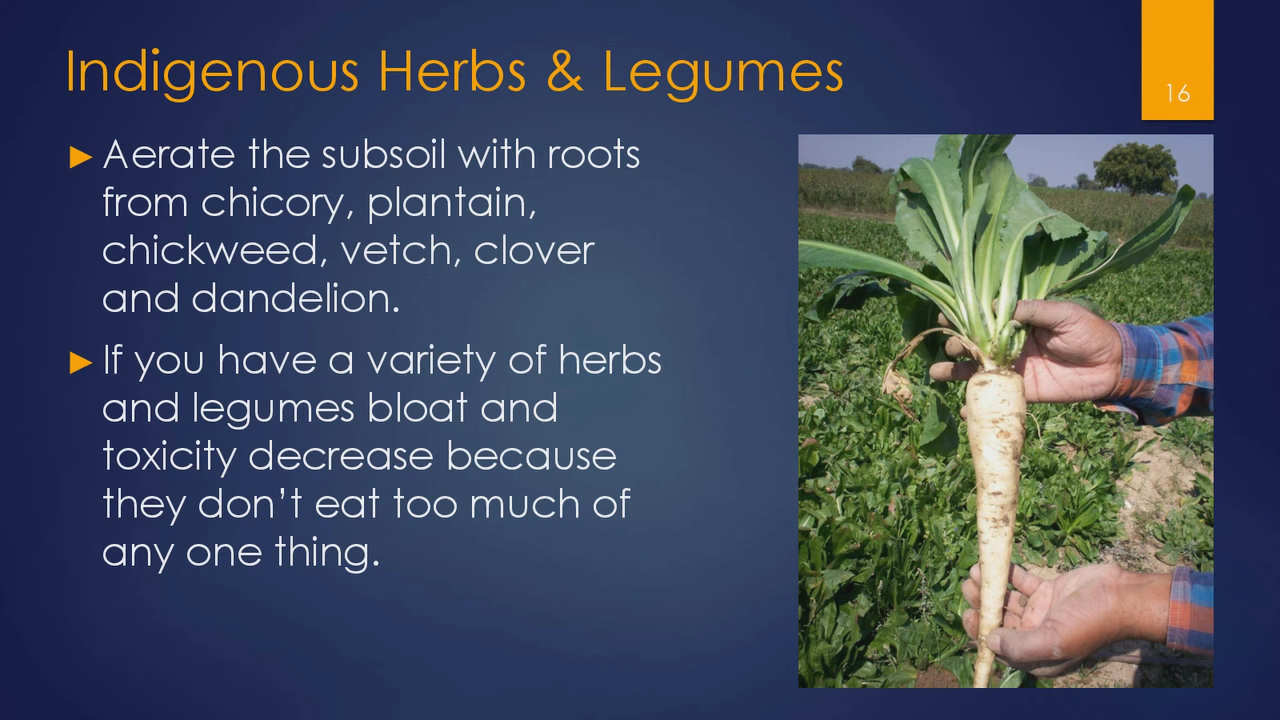 Indigenous Herbs & Legumes
16
► Aerate the subsoil with roots
from chicory, plantain,
chickweed, vetch, clover
and dandelion.
► If you have a variety of herbs
and legumes bloat and
toxicity decrease because
they don’t eat too much of
any one thing.